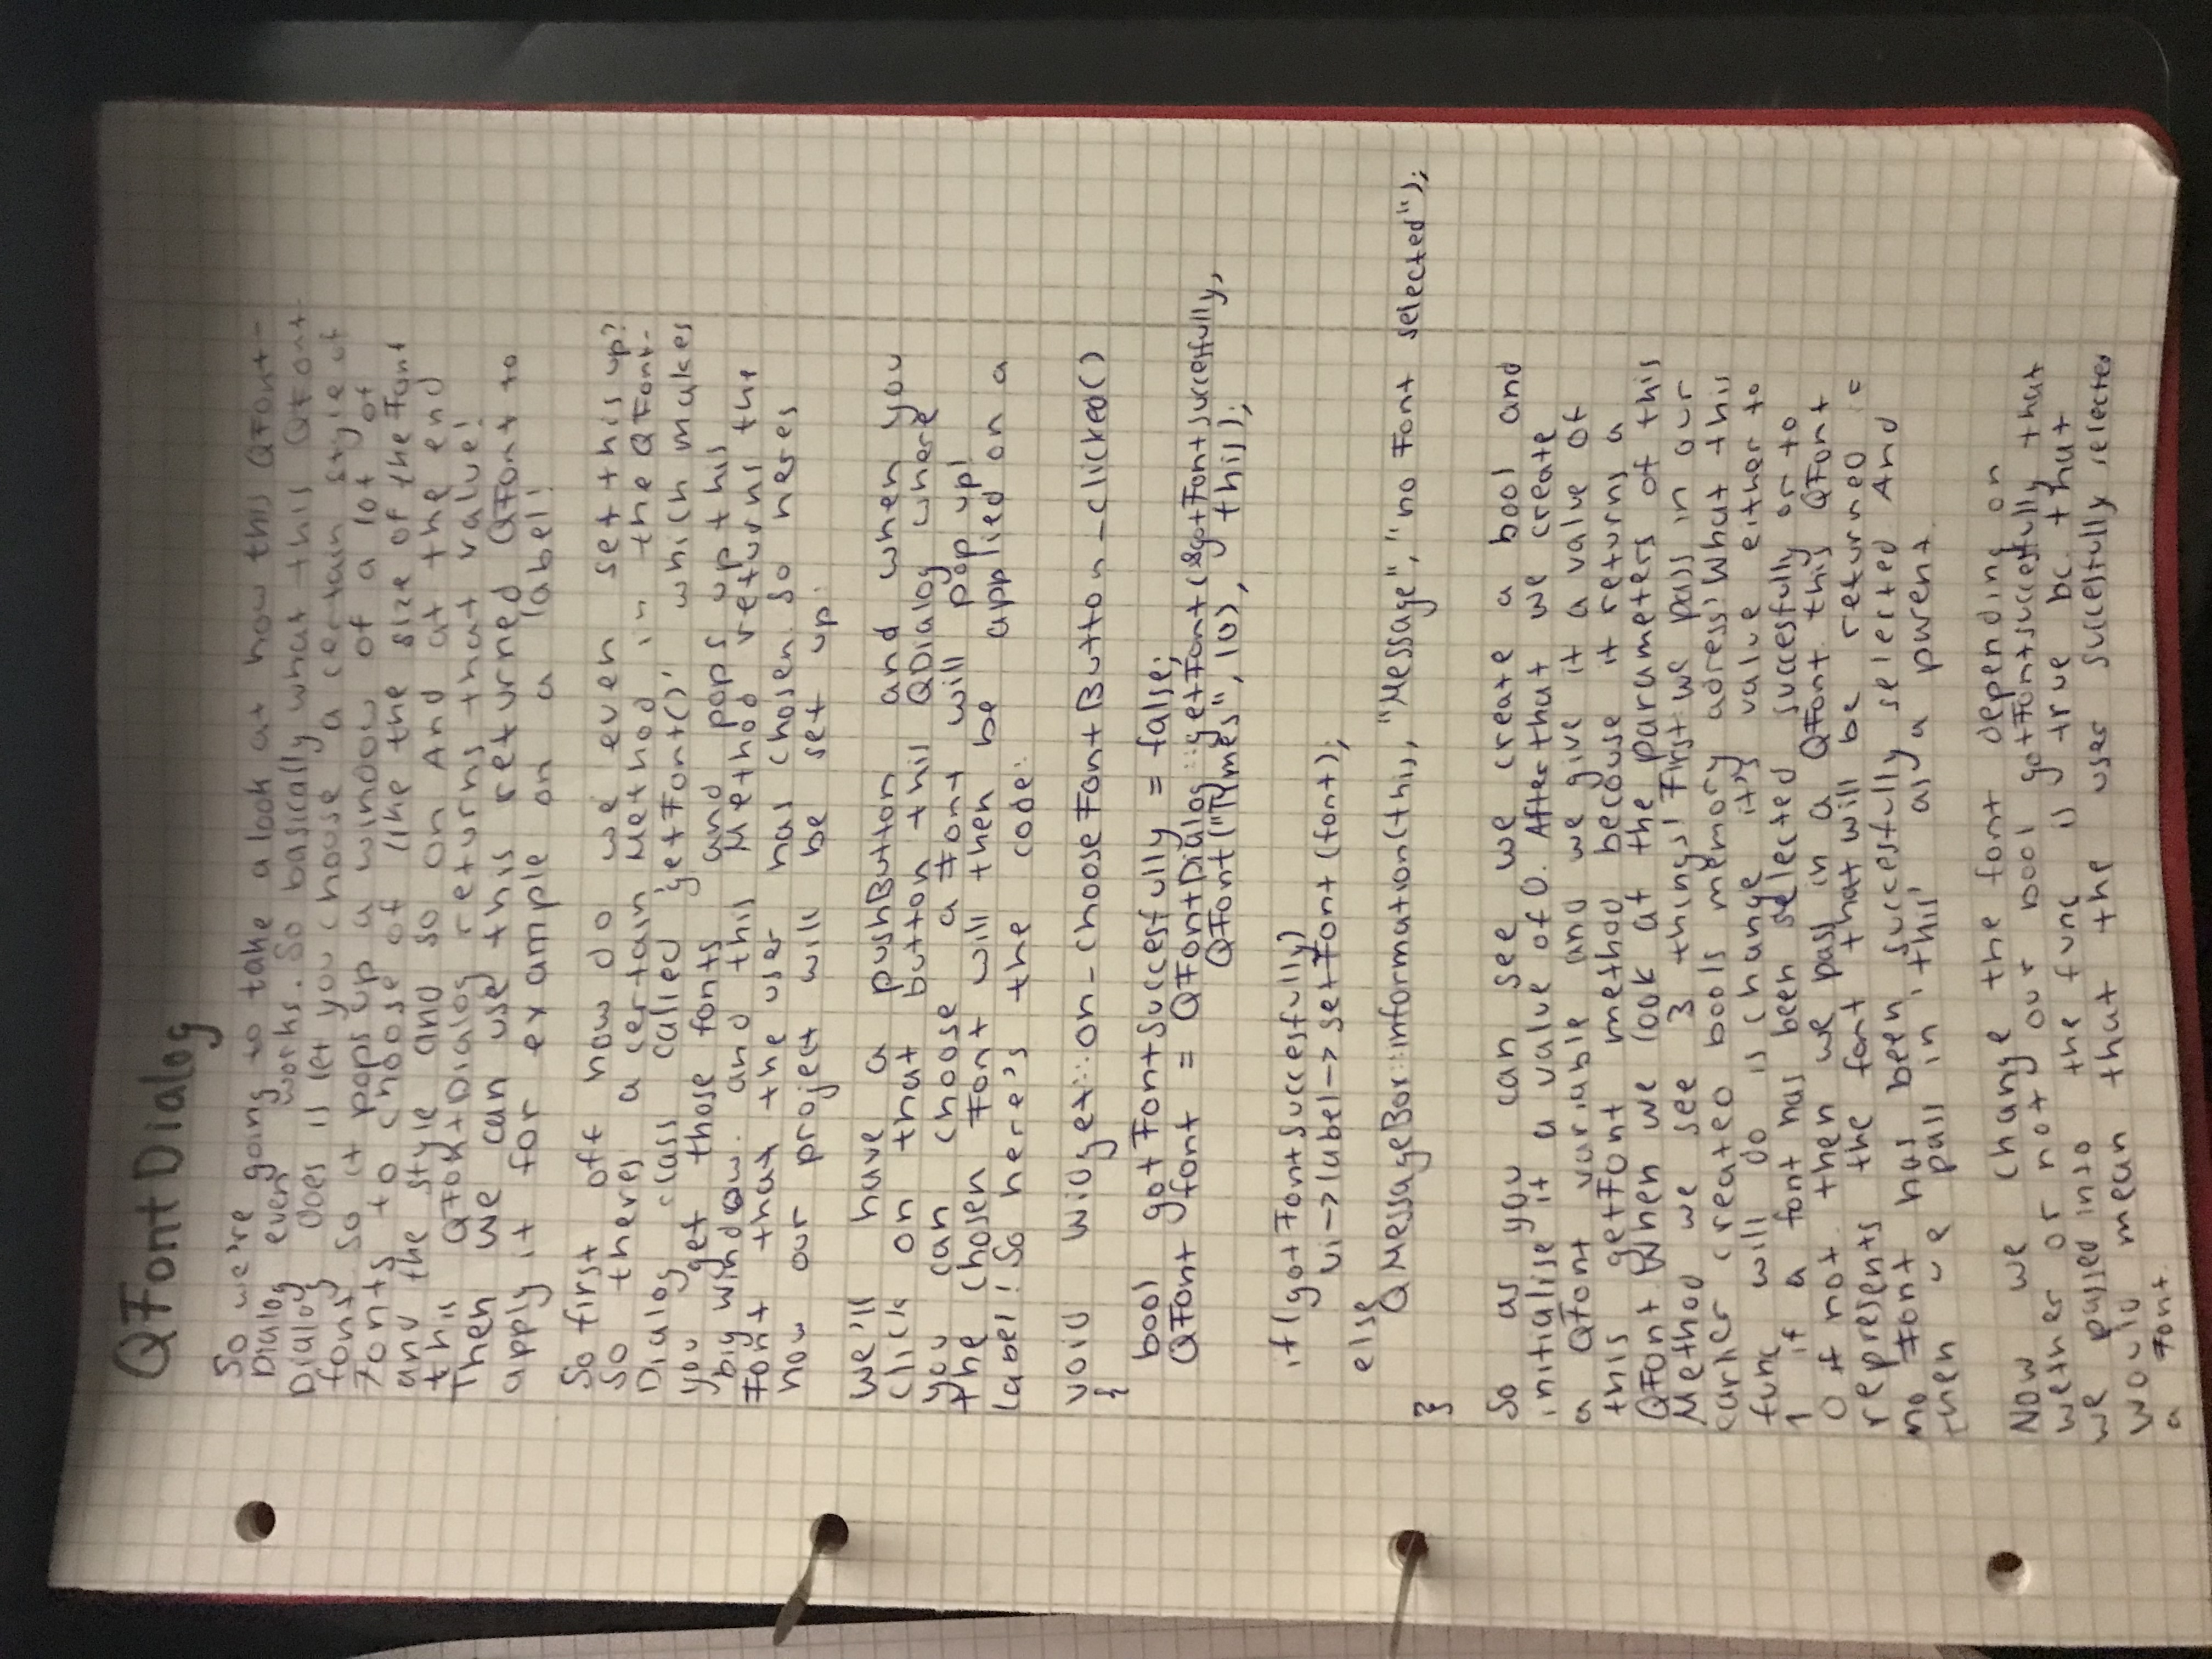 QFontDialog
So we're going to take a look at how this QFont-
Dialog even works. So basically what this QFont-
Dialog does is let you choose a certain style of
font so it pops up a window of a lot of
Fonts to choose of like the size of the Font
and the style and so on And at the end
this QFontDialog returns that value!
Then we can use this returned QFont to
apply it for example on a label!
So first off how do we even set this up?
So theres a certain Method in the QFont-
Dialog class called 'getFont()' which makes
you get those fonts and pops up this
big window. and this Method returns the
Font that the user has chosen. So heres
how our project will be set up:
We'll have a pushButton and when you
click on that button this QDialog where
you can choose a Font will pop up!
The chosen Font will then be applied on a
label! So here's the code:
void Widget::on_chooseFontButton_clicked()
{
bool gotFontSuccesfully = false;
QFont font = QFontDialog::getFont(&gotFontSuccesfully,
QFont("Times", 10), this);
if(gotFontSuccesfully)
ui->label->setFont(font);
else
QMessageBox::information(this, "Message", "no Font selected");
}
So as you can see we create a bool and
initialise it a value of 0. After that we create
a QFont variable and we give it a value of
this getFont method becouse it returns a
QFont. When we look at the parameters of this
Method we see 3 things! First we pass in our
earlier created bools memory adress! What this
func will do is change it's value either to
1 if a font has been selected succesfully or to
0 if not. then we pass in a QFont. this QFont
represents the font that will be returned
no Font has been succesfully selected And
then we pass in 'this' as a parent.
Now we change the font depending on
wether or not our bool gotFontSuccesfully that
we passed into the func is true bc. that
would mean that the user succesfully selected
a Font.